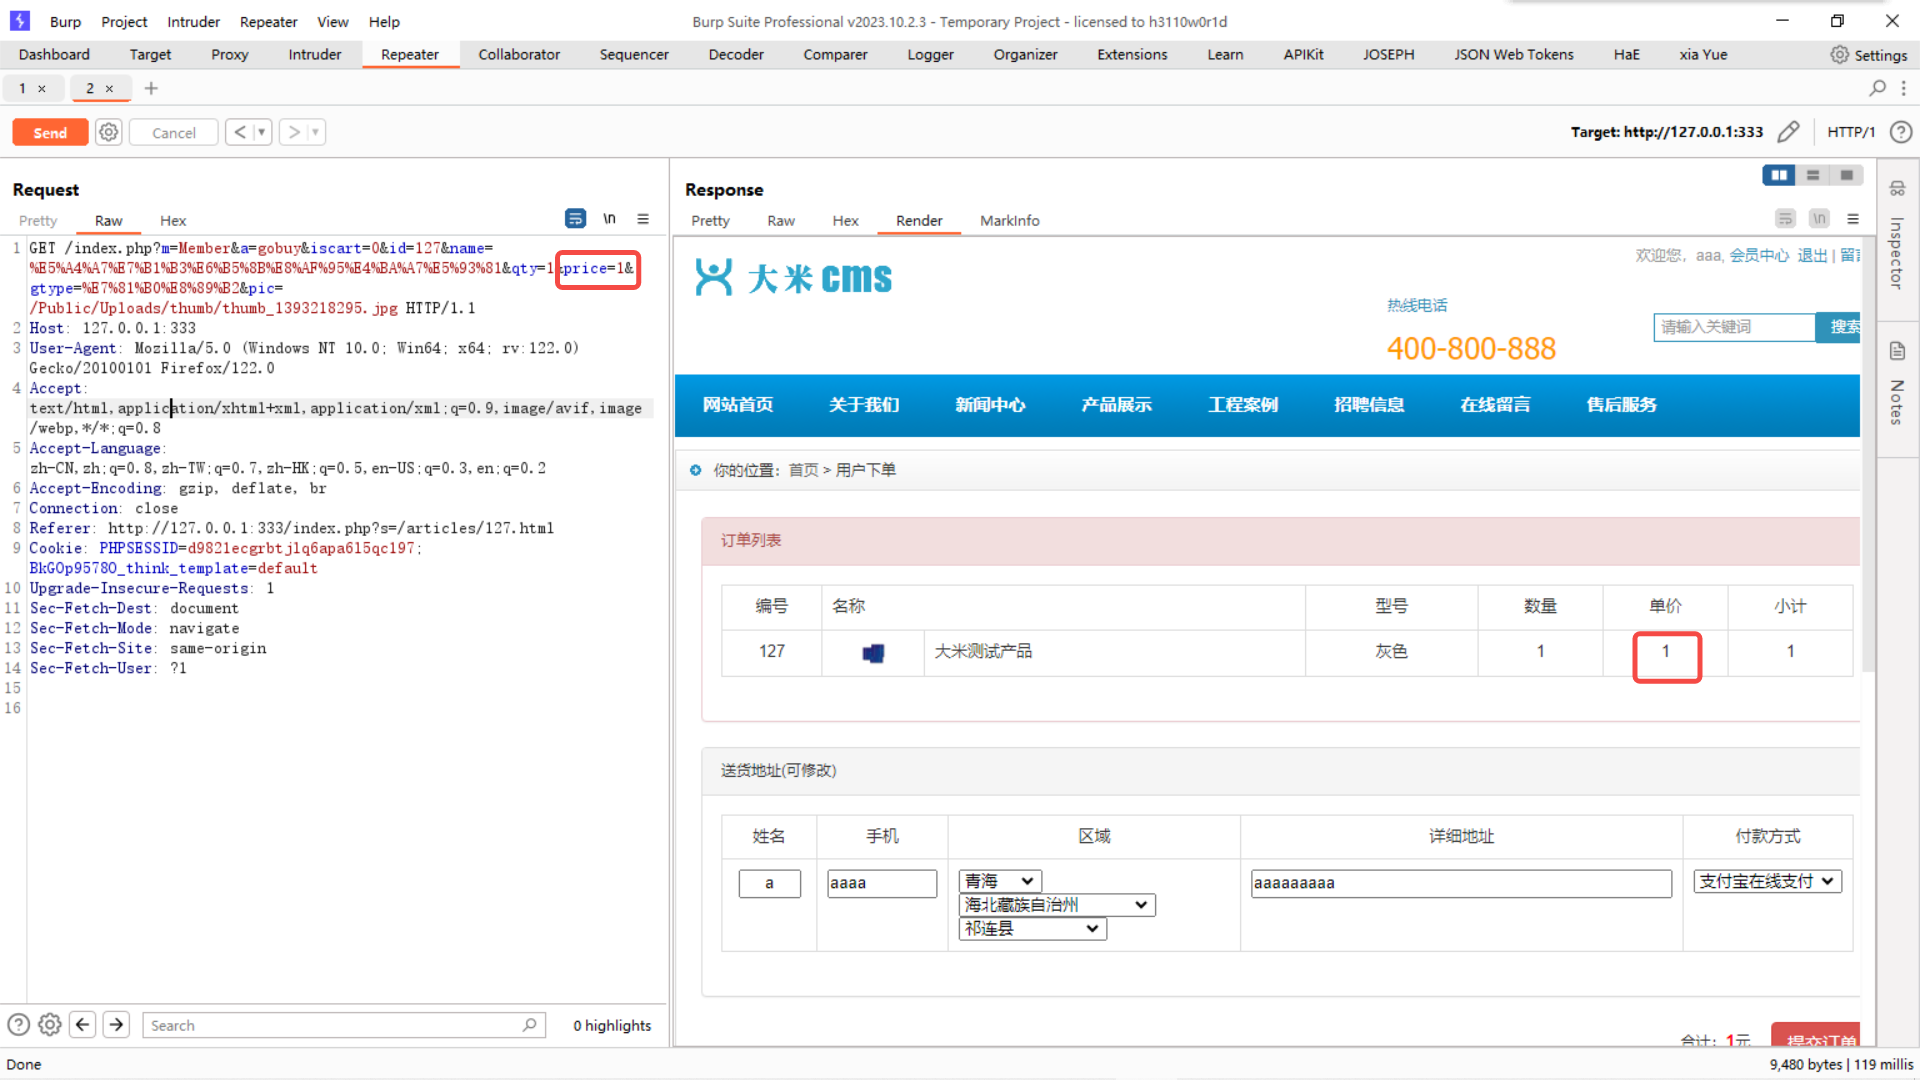 Burp Project Intruder Repeater View Help
Burp Suite Professional v2023.10.2.3 - Temporary Project - licensed to h3110w0r1d
Dashboard Target Proxy Intruder Repeater Collaborator Sequencer Decoder Comparer Logger Organizer Extensions Learn APIKit JOSEPH JSON Web Tokens HaE xia Yue Settings
1 × 2 × +
Send Cancel < > Target: http://127.0.0.1:333 HTTP/1 ?
Request
Pretty Raw Hex \n
1 GET /index.php?m=Member&a=gobuy&iscart=0&id=127&name=
%E5%A4%A7%E7%B1%B3%E6%B5%8B%E8%AF%95%E4%BA%A7%E5%93%81&qty=1&price=1&
gtype=%E7%81%B0%E8%89%B2&pic=
/Public/Uploads/thumb/thumb_1393218295.jpg HTTP/1.1
2 Host: 127.0.0.1:333
3 User-Agent: Mozilla/5.0 (Windows NT 10.0; Win64; x64; rv:122.0)
Gecko/20100101 Firefox/122.0
4 Accept:
text/html,application/xhtml+xml,application/xml;q=0.9,image/avif,image
/webp,*/*;q=0.8
5 Accept-Language:
zh-CN,zh;q=0.8,zh-TW;q=0.7,zh-HK;q=0.5,en-US;q=0.3,en;q=0.2
6 Accept-Encoding: gzip, deflate, br
7 Connection: close
8 Referer: http://127.0.0.1:333/index.php?s=/articles/127.html
9 Cookie: PHPSESSID=d9821ecgrbtjlq6apa615qc197;
BkGOp9578O_think_template=default
10 Upgrade-Insecure-Requests: 1
11 Sec-Fetch-Dest: document
12 Sec-Fetch-Mode: navigate
13 Sec-Fetch-Site: same-origin
14 Sec-Fetch-User: ?1
15
16
Search 0 highlights
Response
Pretty Raw Hex Render MarkInfo \n
欢迎您，aaa, 会员中心 退出 | 留言
大米cms
热线电话
400-800-888
请输入关键词 搜索
网站首页 关于我们 新闻中心 产品展示 工程案例 招聘信息 在线留言 售后服务
你的位置：首页 > 用户下单
订单列表
编号 名称 型号 数量 单价 小计
127 大米测试产品 灰色 1 1 1
送货地址(可修改)
姓名 手机 区域 详细地址 付款方式
a aaaa 青海 aaaaaaaaa 支付宝在线支付
海北藏族自治州
祁连县
合计：1元 提交订单
Inspector
Notes
Done
9,480 bytes | 119 millis